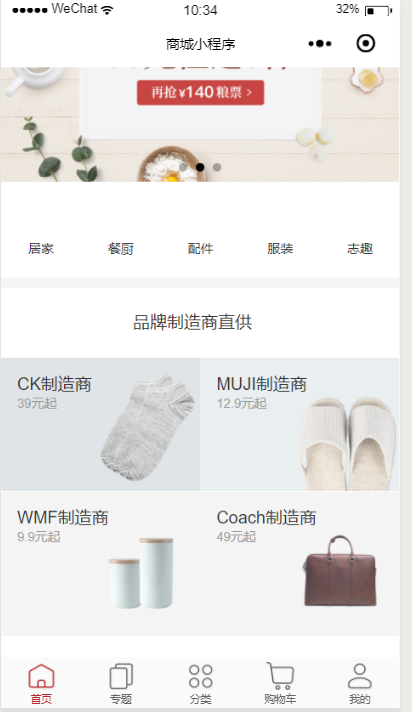 WeChat 10:34 32%
商城小程序
再抢 ¥140 粮票 >
居家 餐厨 配件 服装 志趣
品牌制造商直供
CK制造商 MUJI制造商
39元起 12.9元起
WMF制造商 Coach制造商
9.9元起 49元起
首页 专题 分类 购物车 我的